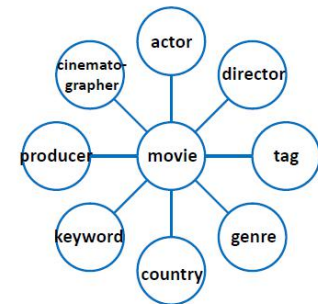 actor
cinemato-
grapher
director
producer
movie
tag
keyword
genre
country